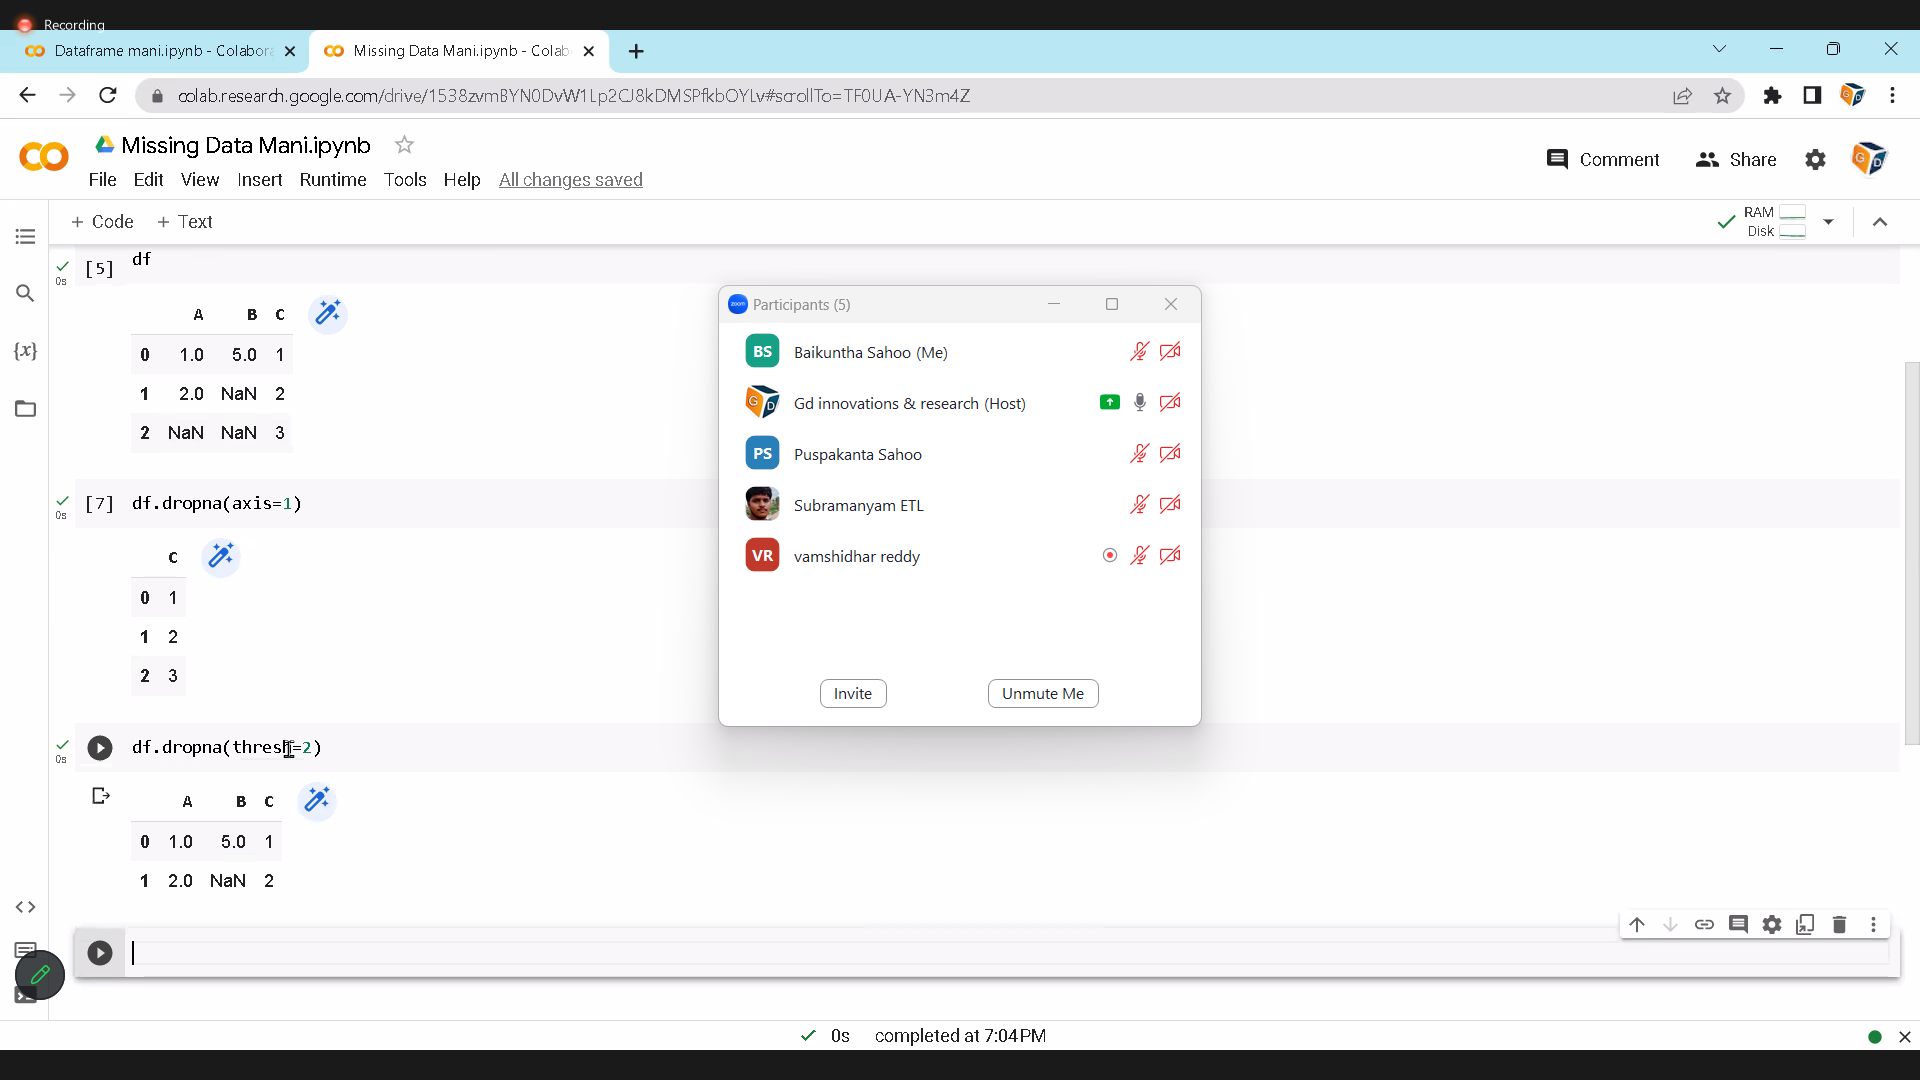 Recording
Dataframe mani.ipynb - Colabora
Missing Data Mani.ipynb - Colab
colab.research.google.com/drive/1538zvmBYN0DvW1Lp2CJ8kDMSPfkbOYLv#scrollTo=TF0UA-YN3m4Z
Missing Data Mani.ipynb
Comment Share
File Edit View Insert Runtime Tools Help All changes saved
+ Code + Text
RAM
Disk
[5] df
0s
A B C
0 1.0 5.0 1
1 2.0 NaN 2
2 NaN NaN 3
{x}
[7] df.dropna(axis=1)
0s
C
0 1
1 2
2 3
df.dropna(thresh=2)
0s
A B C
0 1.0 5.0 1
1 2.0 NaN 2
zoom Participants (5)
BS Baikuntha Sahoo (Me)
GD Gd innovations & research (Host)
PS Puspakanta Sahoo
Subramanyam ETL
VR vamshidhar reddy
Invite Unmute Me
0s completed at 7:04 PM